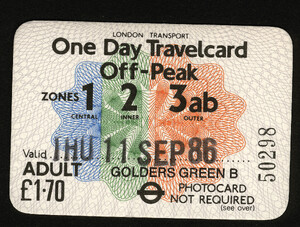 LONDON TRANSPORT
One Day Travelcard
Off-Peak
ZONES 1 2 3ab
CENTRAL INNER OUTER
Valid THU 11 SEP 86
ADULT GOLDERS GREEN B
£1·70 PHOTOCARD
NOT REQUIRED
(see over)
50298